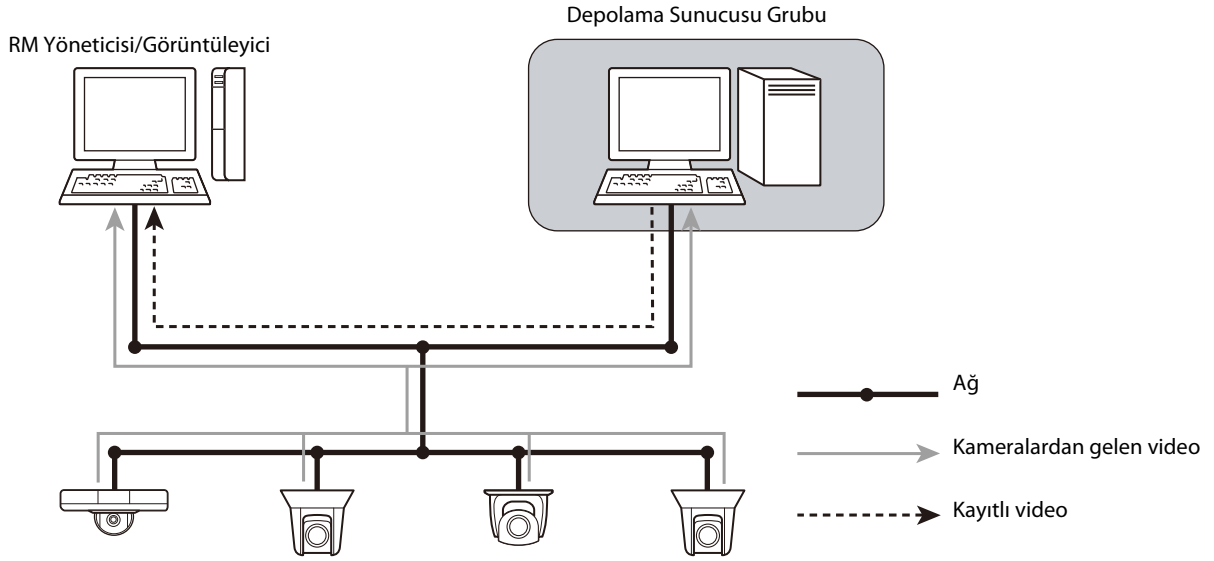 Depolama Sunucusu Grubu
RM Yöneticisi/Görüntüleyici
Ağ
Kameralardan gelen video
Kayıtlı video